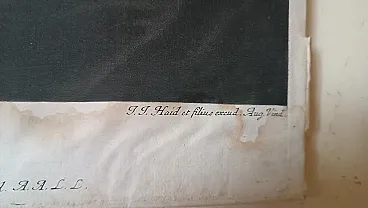 J. J. Haid et filius excud. Aug. Vind.
A. A. L. L.